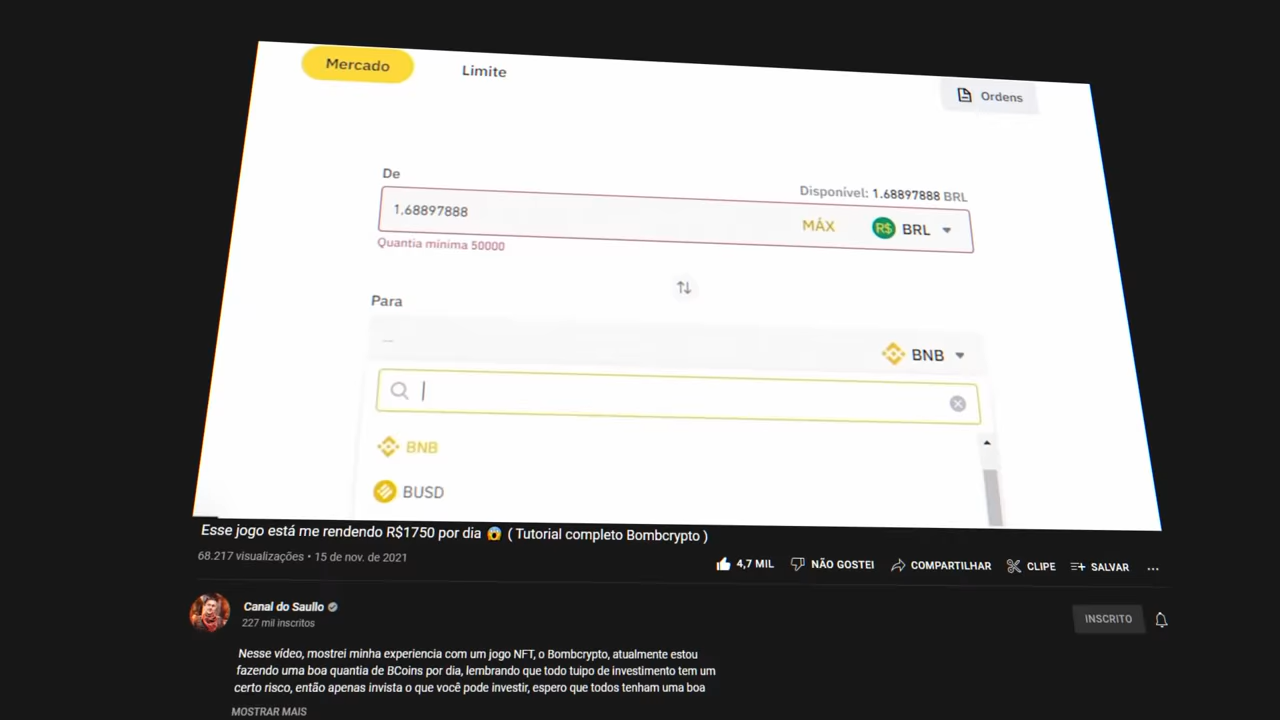 Mercado
Limite
Ordens
De
Disponível: 1.68897888 BRL
1.68897888
MÁX
R$ BRL
Quantia mínima 50000
Para
—
BNB
BNB
BUSD
Esse jogo está me rendendo R$1750 por dia 😱 ( Tutorial completo Bombcrypto )
68.217 visualizações • 15 de nov. de 2021
4,7 MIL
NÃO GOSTEI
COMPARTILHAR
CLIPE
SALVAR
...
Canal do Saullo
227 mil inscritos
INSCRITO
Nesse vídeo, mostrei minha experiencia com um jogo NFT, o Bombcrypto, atualmente estou
fazendo uma boa quantia de BCoins por dia, lembrando que todo tuipo de investimento tem um
certo risco, então apenas invista o que você pode investir, espero que todos tenham uma boa
MOSTRAR MAIS